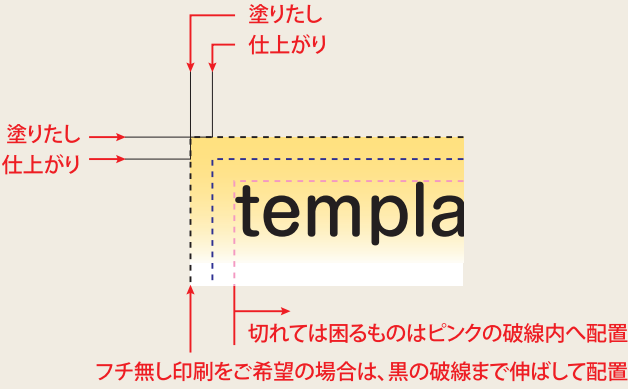 塗りたし
仕上がり
塗りたし
仕上がり
templa
切れては困るものはピンクの破線内へ配置
フチ無し印刷をご希望の場合は、黒の破線まで伸ばして配置